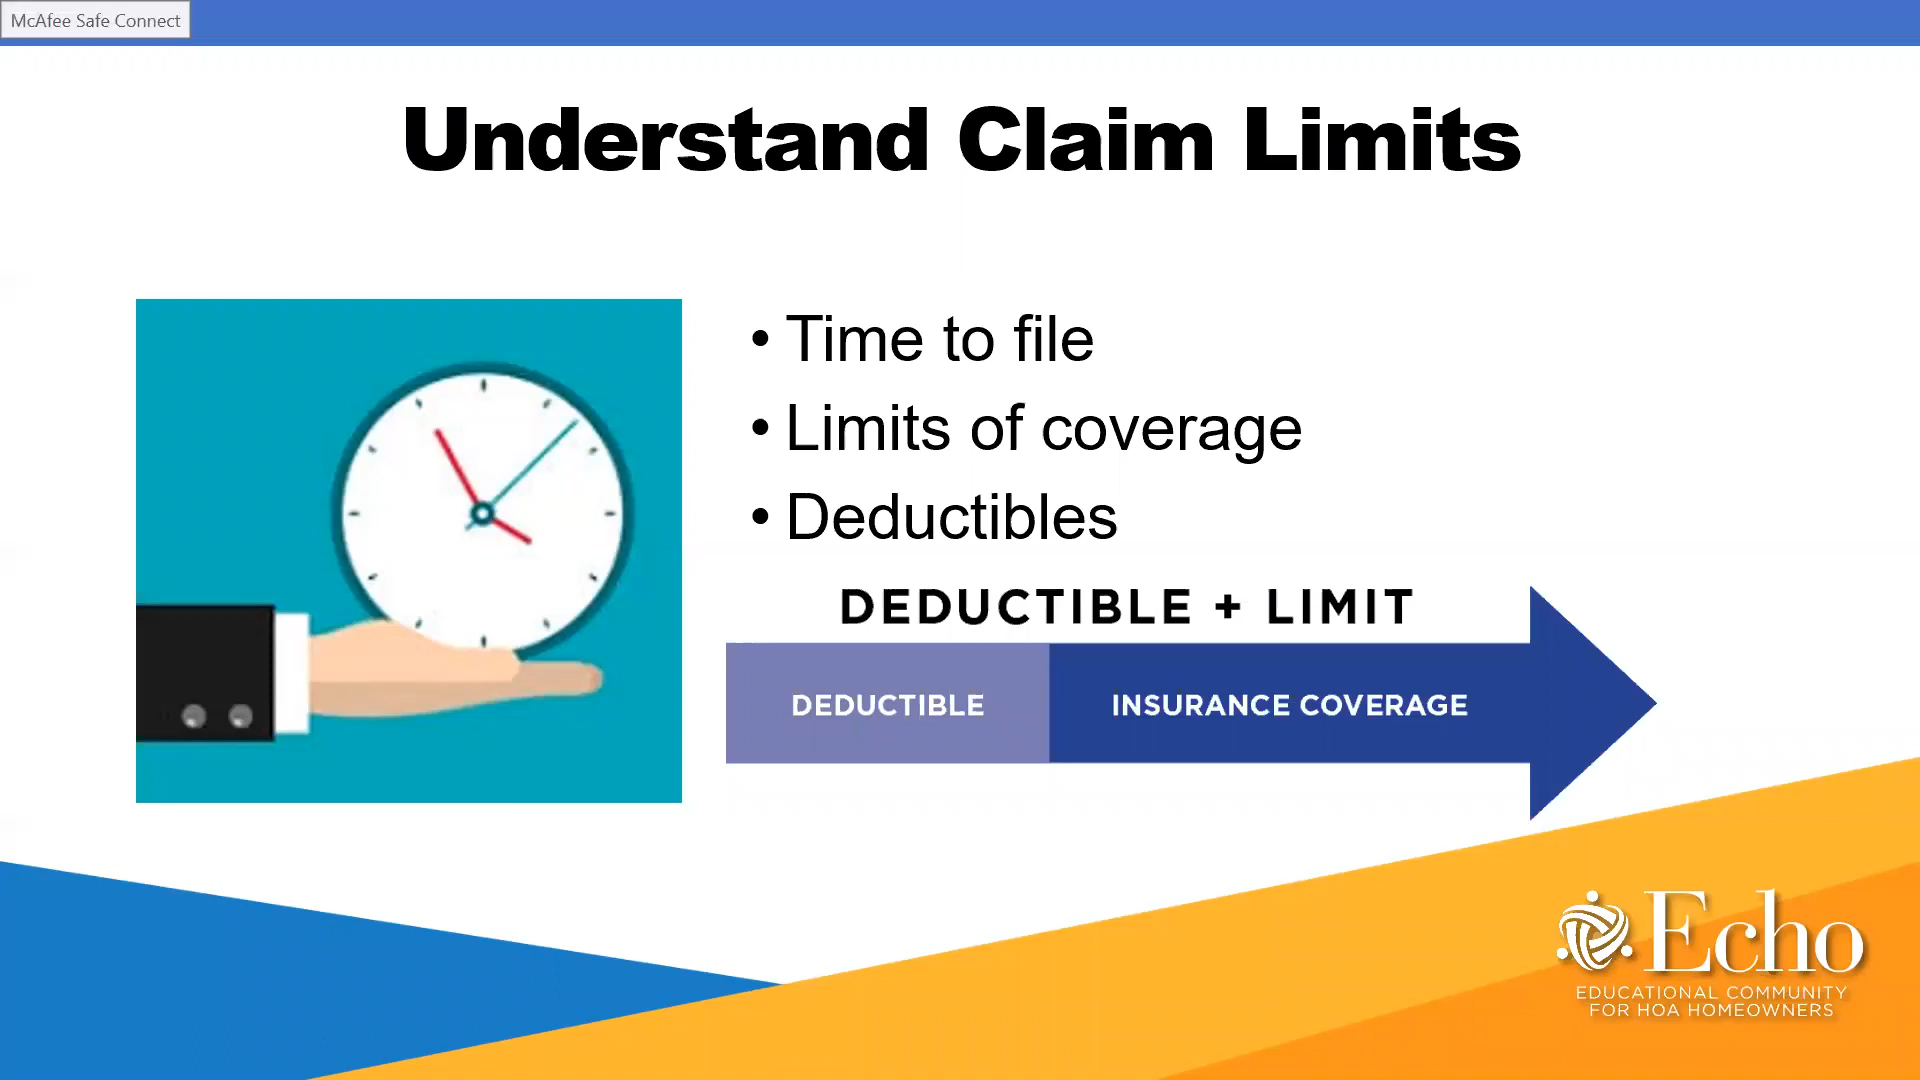 McAfee Safe Connect
Understand Claim Limits
• Time to file
• Limits of coverage
• Deductibles
DEDUCTIBLE + LIMIT
DEDUCTIBLE
INSURANCE COVERAGE
Echo
EDUCATIONAL COMMUNITY
FOR HOA HOMEOWNERS